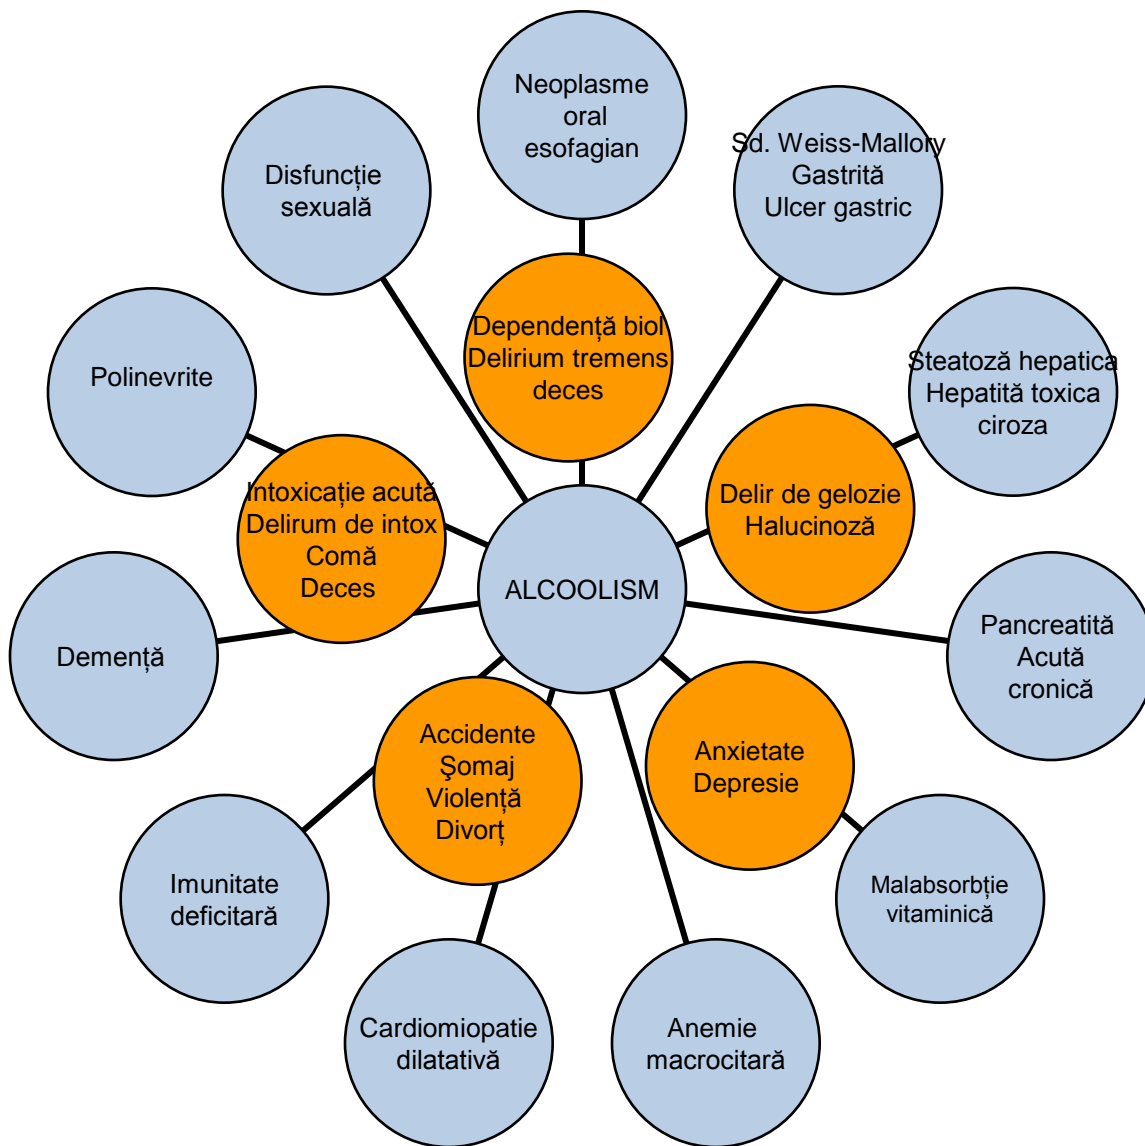 Neoplasme
oral
esofagian
Sd. Weiss-Mallory
Gastrită
Ulcer gastric
Disfuncție
sexuală
Dependență biol
Delirium tremens
deces
Steatoză hepatica
Hepatită toxica
ciroza
Polinevrite
Intoxicație acută
Delirum de intox
Comă
Deces
Delir de gelozie
Halucinoză
ALCOOLISM
Demență
Pancreatită
Acută
cronică
Accidente
Şomaj
Violență
Divorț
Anxietate
Depresie
Imunitate
deficitară
Malabsorbție
vitaminică
Cardiomiopatie
dilatativă
Anemie
macrocitară